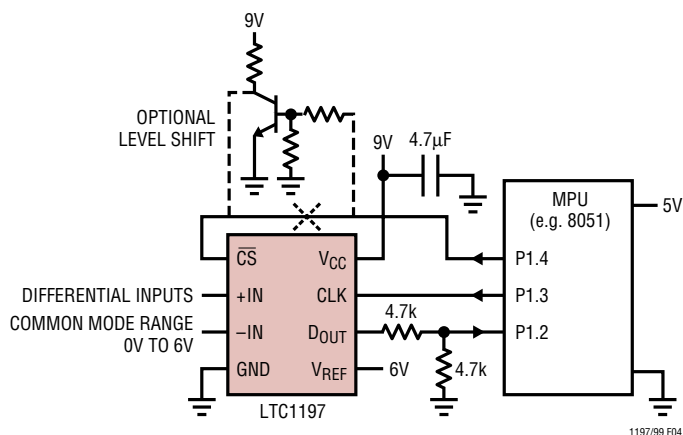 9V
OPTIONAL
LEVEL SHIFT
9V
4.7µF
MPU
(e.g. 8051)
5V
CS
VCC
P1.4
DIFFERENTIAL INPUTS
+IN
CLK
P1.3
COMMON MODE RANGE
0V TO 6V
–IN
DOUT
4.7k
P1.2
GND
VREF
6V
4.7k
LTC1197
1197/99 F04